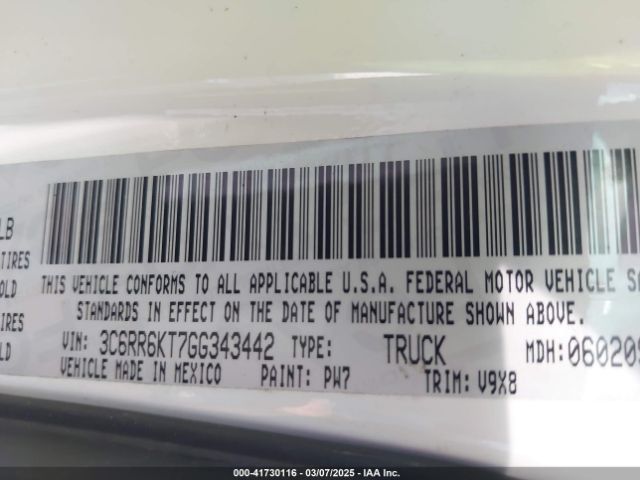 LB
TIRES
OLD
IRES
LD
THIS VEHICLE CONFORMS TO ALL APPLICABLE U.S.A. FEDERAL MOTOR VEHICLE SA
STANDARDS IN EFFECT ON THE DATE OF MANUFACTURE SHOWN ABOVE.
VIN: 3C6RR6KT7GG343442 TYPE: TRUCK MDH:060209
VEHICLE MADE IN MEXICO PAINT: PW7 TRIM: V9X8
000-41730116 - 03/07/2025 - IAA Inc.